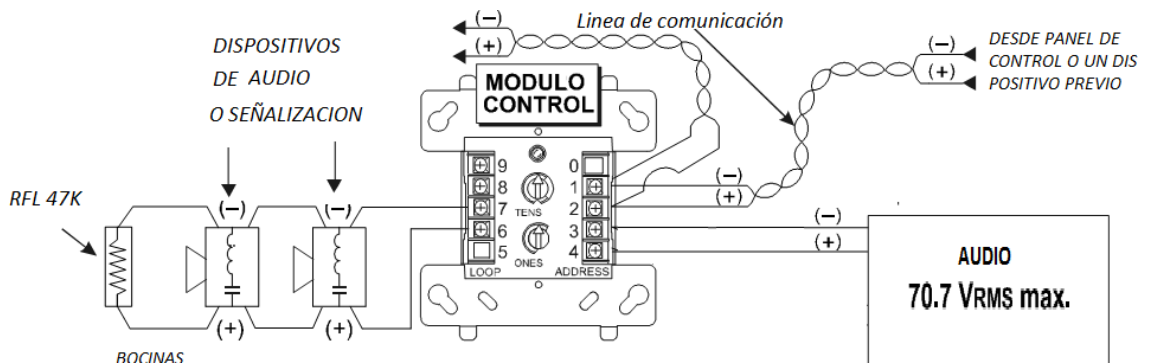 (-)
(+)
Linea de comunicación
DISPOSITIVOS
DE AUDIO
O SEÑALIZACION
MODULO
CONTROL
(-)
(+)
DESDE PANEL DE
CONTROL O UN DIS
POSITIVO PREVIO
RFL 47K
(-)
(-)
9
8
7
6
5
TENS
ONES
LOOP
0
1
2
3
4
ADDRESS
(-)
(+)
(-)
(+)
AUDIO
70.7 VRMS max.
(+)
(+)
BOCINAS